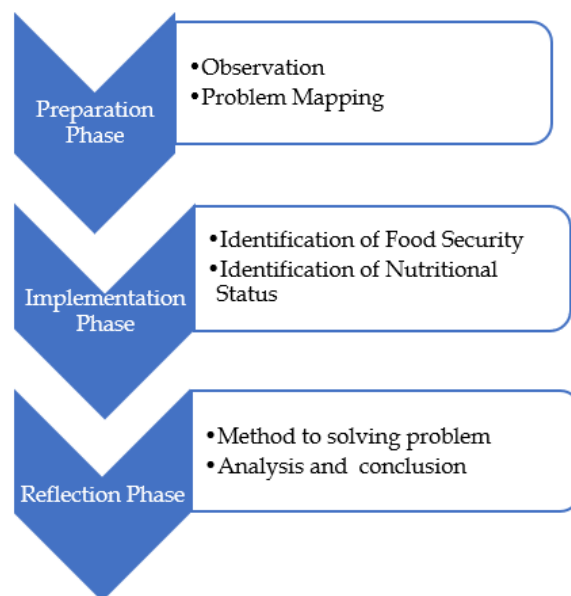 Preparation
Phase
•Observation
•Problem Mapping
Implementation
Phase
•Identification of Food Security
•Identification of Nutritional
Status
Reflection Phase
•Method to solving problem
•Analysis and conclusion